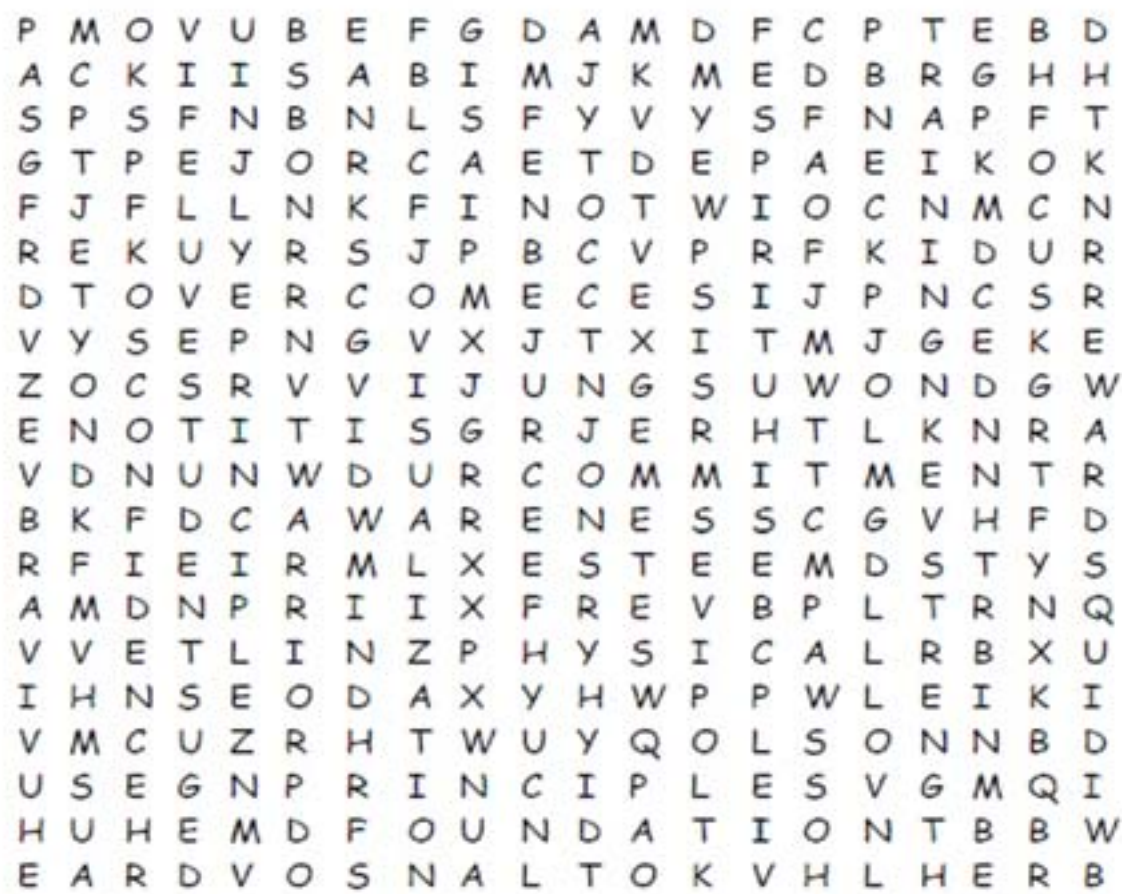 P M O V U B E F G D A M D F C P T E B D
A C K I I S A B I M J K M E D B R G H H
S P S F N B N L S F Y V Y S F N A P F T
G T P E J O R C A E T D E P A E I K O K
F J F L L N K F I N O T W I O C N M C N
R E K U Y R S J P B C V P R F K I D U R
D T O V E R C O M E C E S I J P N C S R
V Y S E P N G V X J T X I T M J G E K E
Z O C S R V V I J U N G S U W O N D G W
E N O T I T I S G R J E R H T L K N R A
V D N U N W D U R C O M M I T M E N T R
B K F D C A W A R E N E S S C G V H F D
R F I E I R M L X E S T E E M D S T Y S
A M D N P R I I X F R E V B P L T R N Q
V V E T L I N Z P H Y S I C A L R B X U
I H N S E O D A X Y H W P P W L E I K I
V M C U Z R H T W U Y Q O L S O N N B D
U S E G N P R I N C I P L E S V G M Q I
H U H E M D F O U N D A T I O N T B B W
E A R D V O S N A L T O K V H L H E R B